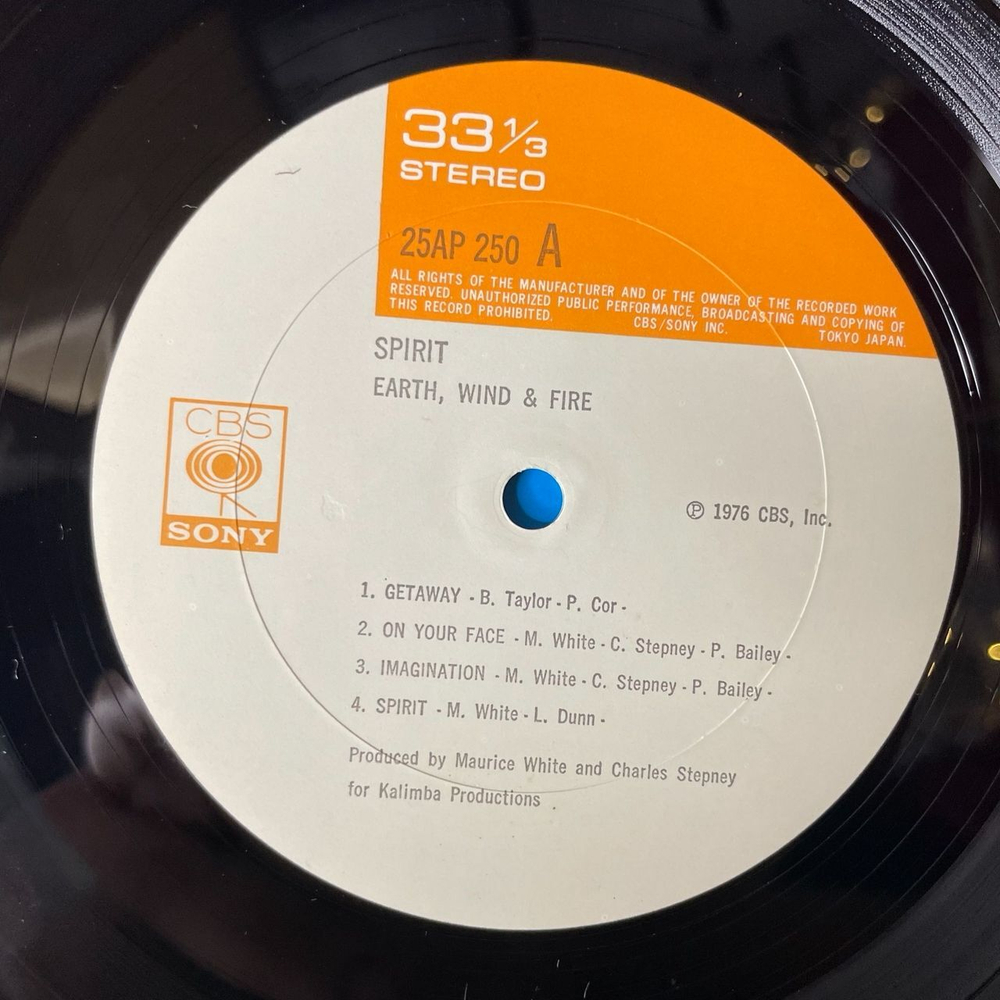 33 1/3
STEREO
25AP 250 A
ALL RIGHTS OF THE MANUFACTURER AND OF THE OWNER OF THE RECORDED WORK
RESERVED. UNAUTHORIZED PUBLIC PERFORMANCE, BROADCASTING AND COPYING OF
THIS RECORD PROHIBITED. CBS/SONY INC. TOKYO JAPAN.
SPIRIT
EARTH, WIND & FIRE
CBS
SONY
℗ 1976 CBS, Inc.
1. GETAWAY - B. Taylor - P. Cor -
2. ON YOUR FACE - M. White - C. Stepney - P. Bailey -
3. IMAGINATION - M. White - C. Stepney - P. Bailey -
4. SPIRIT - M. White - L. Dunn -
Produced by Maurice White and Charles Stepney
for Kalimba Productions .